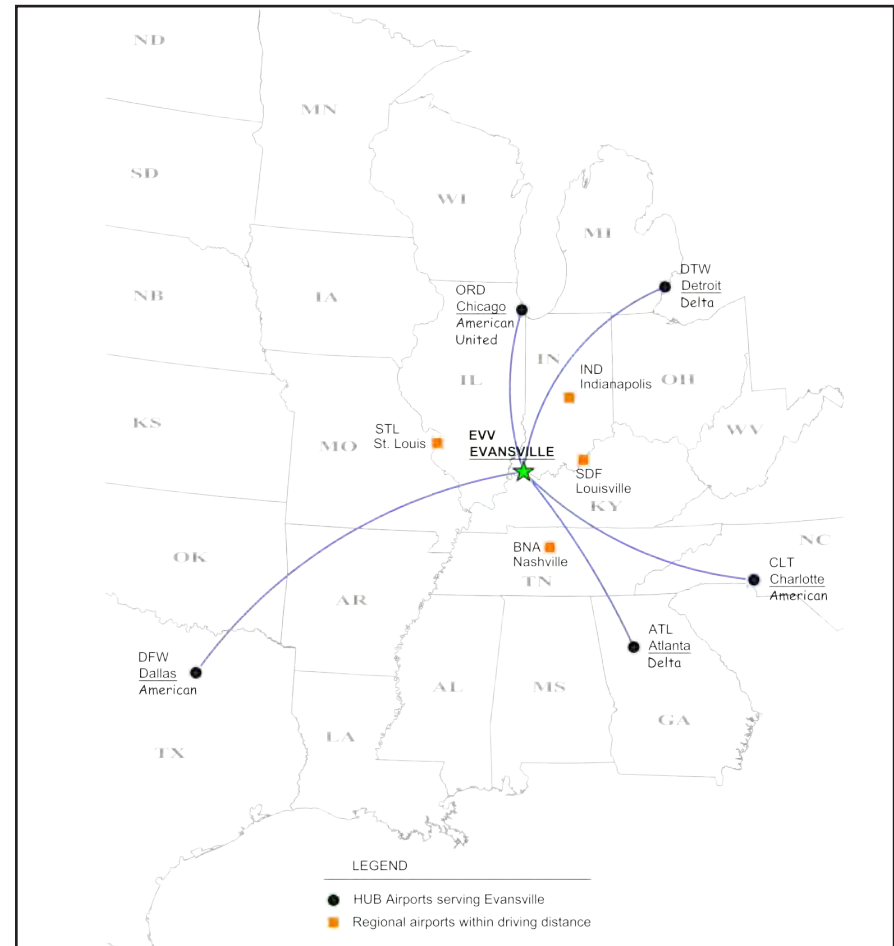 ND
MN
SD
WI
MI
NB
IA
DTW
Detroit
Delta
ORD
Chicago
American
United
IN
IND
Indianapolis
IL
OH
KS
STL
St. Louis
EVV
EVANSVILLE
MO
WV
SDF
Louisville
KY
OK
BNA
Nashville
TN
NC
CLT
Charlotte
American
AR
ATL
Atlanta
Delta
DFW
Dallas
American
AL
MS
GA
TX
LA
LEGEND
HUB Airports serving Evansville
Regional airports within driving distance